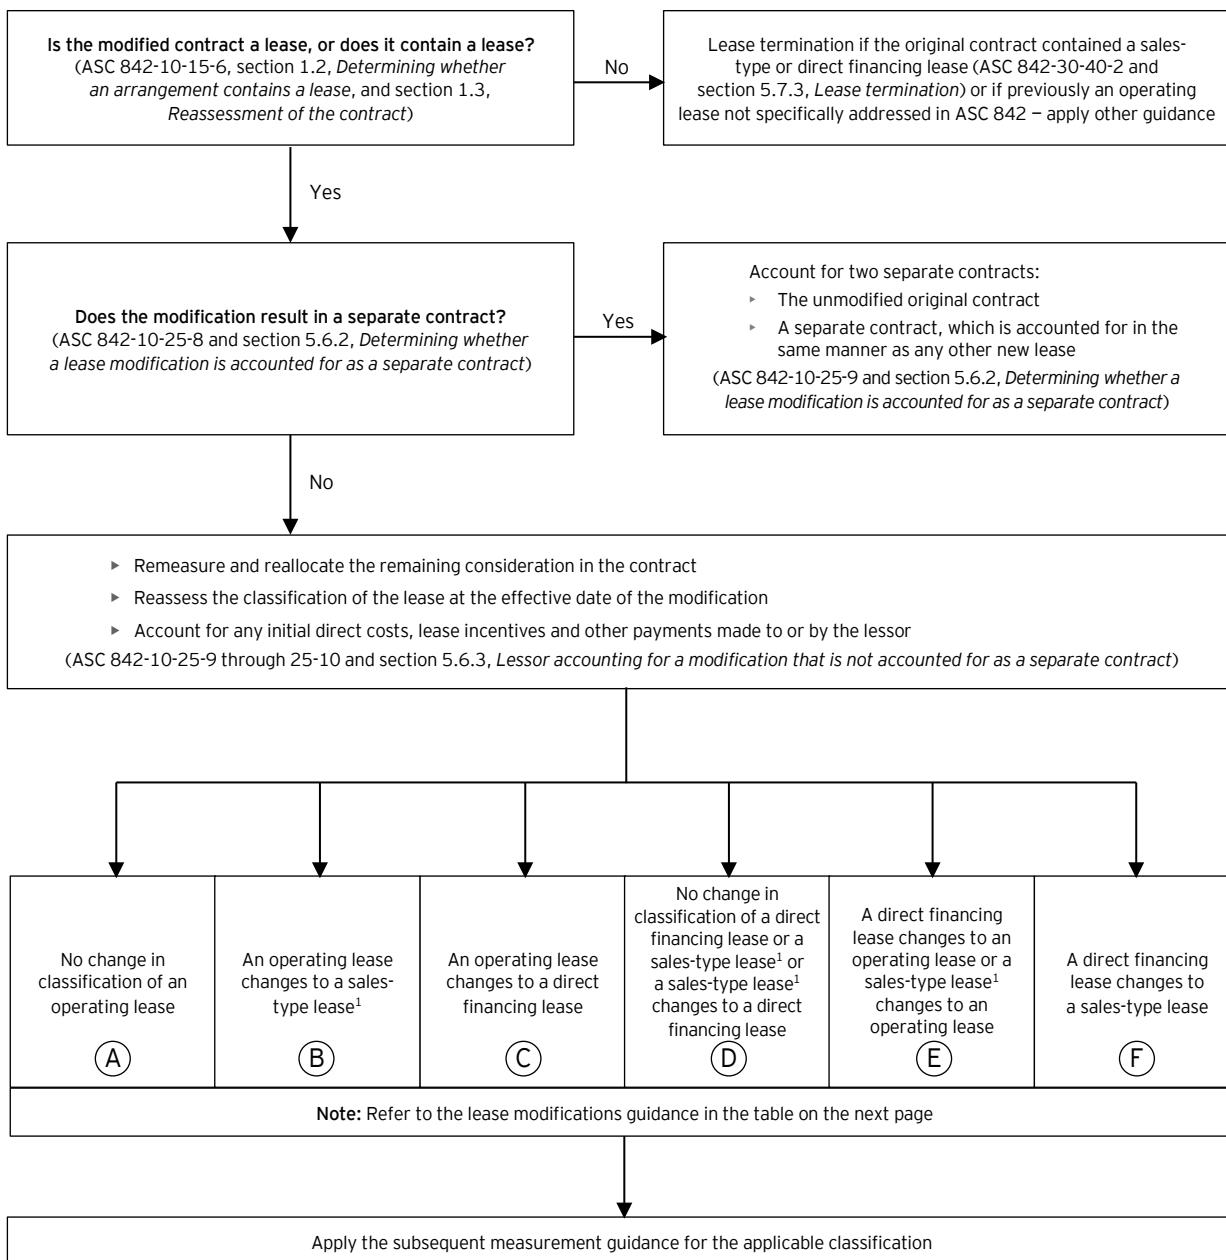 Is the modified contract a lease, or does it contain a lease?
(ASC 842-10-15-6, section 1.2, Determining whether
an arrangement contains a lease, and section 1.3,
Reassessment of the contract)
No
Lease termination if the original contract contained a sales-
type or direct financing lease (ASC 842-30-40-2 and
section 5.7.3, Lease termination) or if previously an operating
lease not specifically addressed in ASC 842 – apply other guidance
Yes
Does the modification result in a separate contract?
(ASC 842-10-25-8 and section 5.6.2, Determining whether
a lease modification is accounted for as a separate contract)
Yes
Account for two separate contracts:
▸ The unmodified original contract
▸ A separate contract, which is accounted for in the
same manner as any other new lease
(ASC 842-10-25-9 and section 5.6.2, Determining whether a
lease modification is accounted for as a separate contract)
No
▸ Remeasure and reallocate the remaining consideration in the contract
▸ Reassess the classification of the lease at the effective date of the modification
▸ Account for any initial direct costs, lease incentives and other payments made to or by the lessor
(ASC 842-10-25-9 through 25-10 and section 5.6.3, Lessor accounting for a modification that is not accounted for as a separate contract)
No change in
classification of an
operating lease
A
An operating lease
changes to a sales-
type lease¹
B
An operating lease
changes to a direct
financing lease
C
No change in
classification of a direct
financing lease or a
sales-type lease¹ or
a sales-type lease¹
changes to a direct
financing lease
D
A direct financing
lease changes to an
operating lease or a
sales-type lease¹
changes to an
operating lease
E
A direct financing
lease changes to
a sales-type lease
F
Note: Refer to the lease modifications guidance in the table on the next page
Apply the subsequent measurement guidance for the applicable classification